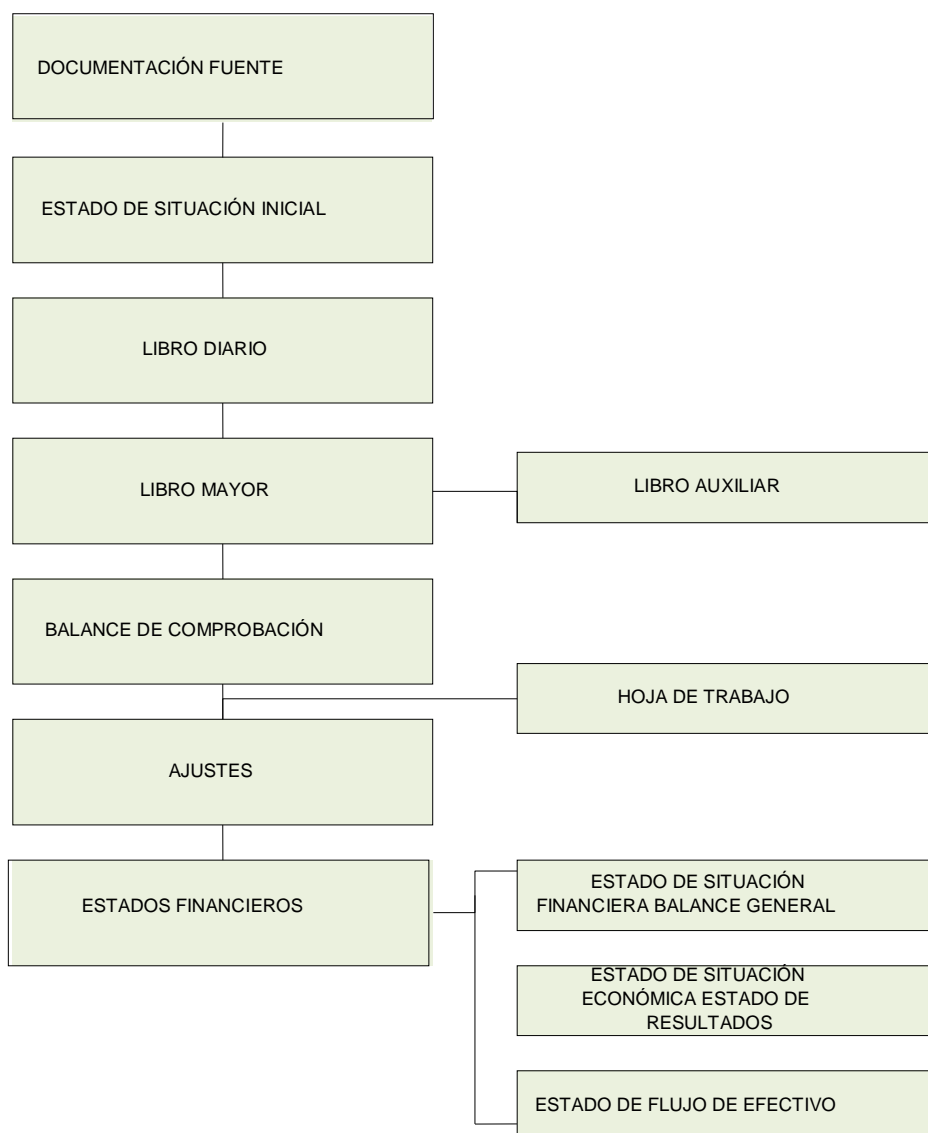 DOCUMENTACIÓN FUENTE
ESTADO DE SITUACIÓN INICIAL
LIBRO DIARIO
LIBRO MAYOR
LIBRO AUXILIAR
BALANCE DE COMPROBACIÓN
HOJA DE TRABAJO
AJUSTES
ESTADOS FINANCIEROS
ESTADO DE SITUACIÓN
FINANCIERA BALANCE GENERAL
ESTADO DE SITUACIÓN
ECONÓMICA ESTADO DE
RESULTADOS
ESTADO DE FLUJO DE EFECTIVO